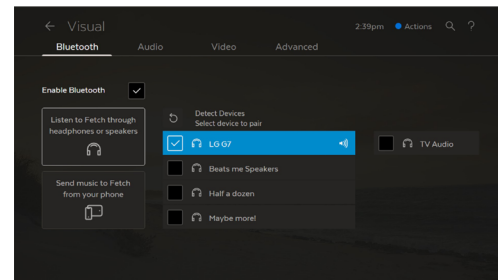 ← Visual
2:39pm Actions ?
Bluetooth Audio Video Advanced
Enable Bluetooth
Listen to Fetch through
headphones or speakers
Send music to Fetch
from your phone
Detect Devices
Select device to pair
LG G7
Beats me Speakers
Half a dozen
Maybe more!
TV Audio